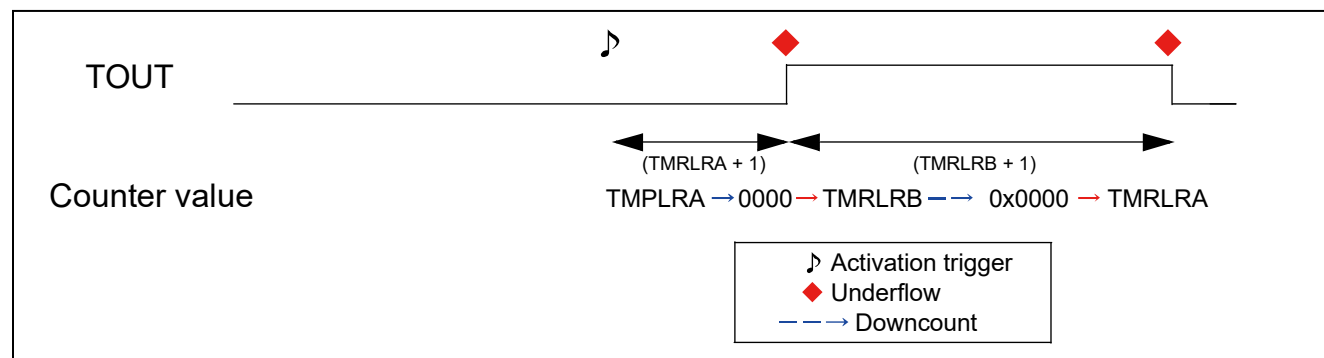 TOUT
(TMRLRA + 1) (TMRLRB + 1)
Counter value TMPLRA → 0000 → TMRLRB – – → 0x0000 → TMRLRA
♪ Activation trigger
◆ Underflow
– – → Downcount